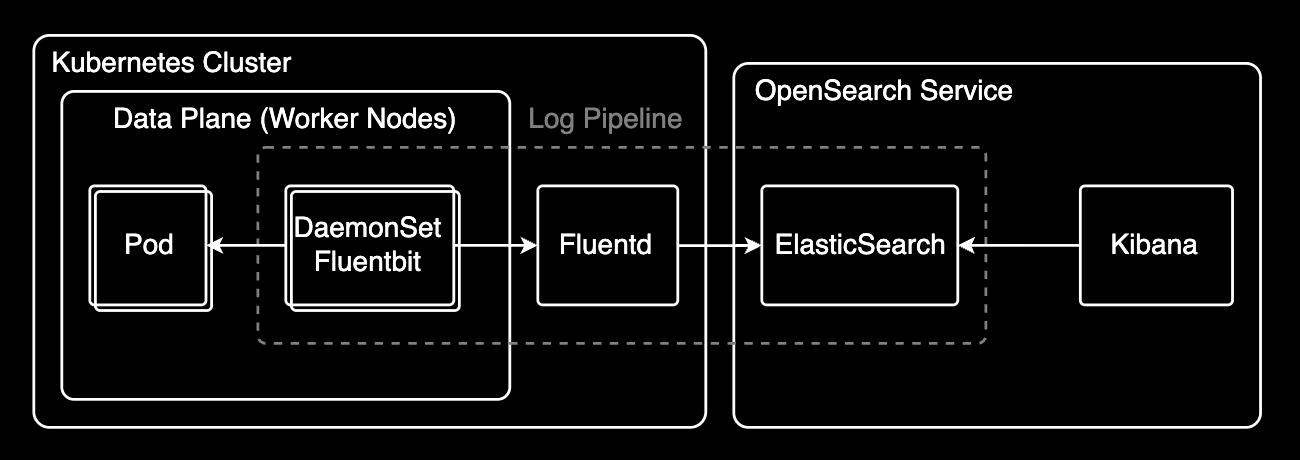 Kubernetes Cluster
Data Plane (Worker Nodes)
Log Pipeline
OpenSearch Service
Pod
DaemonSet
Fluentbit
Fluentd
ElasticSearch
Kibana